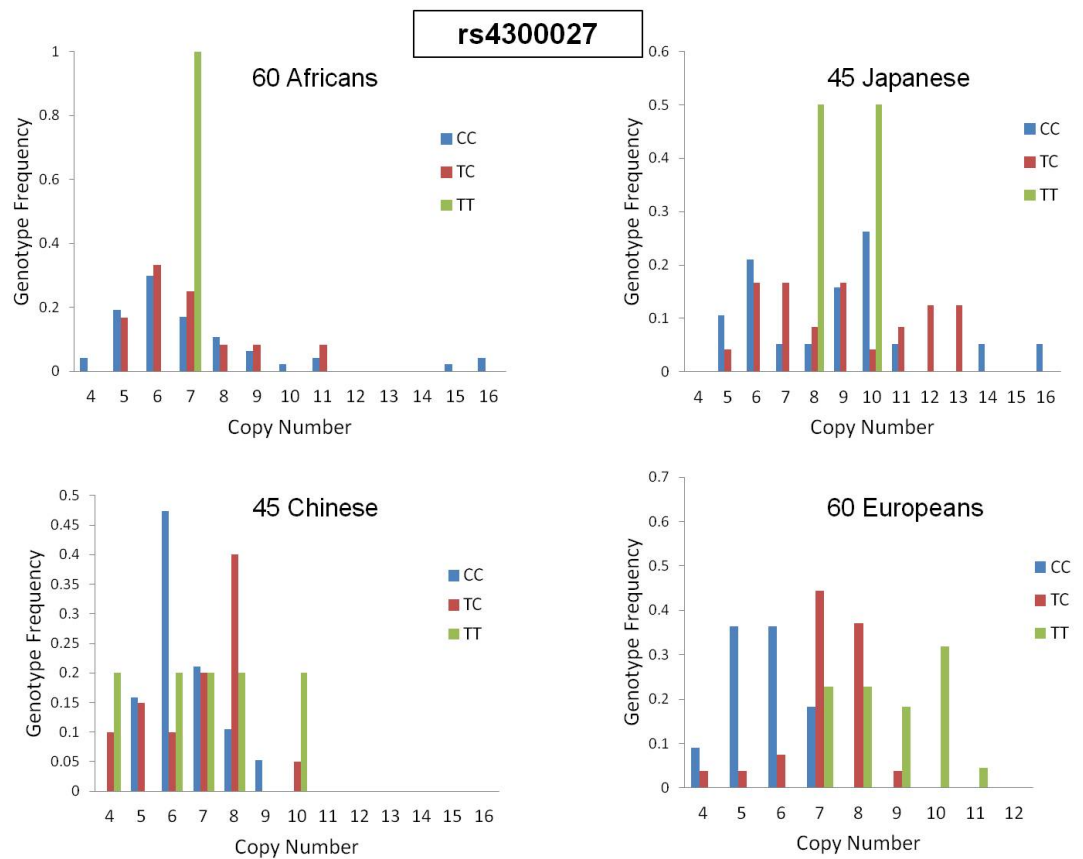 rs4300027
60 Africans
Genotype Frequency
1
0.8
0.6
0.4
0.2
0
CC
TC
TT
4 5 6 7 8 9 10 11 12 13 14 15 16
Copy Number
45 Japanese
Genotype Frequency
0.6
0.5
0.4
0.3
0.2
0.1
0
CC
TC
TT
4 5 6 7 8 9 10 11 12 13 14 15 16
Copy Number
45 Chinese
Genotype Frequency
0.5
0.45
0.4
0.35
0.3
0.25
0.2
0.15
0.1
0.05
0
CC
TC
TT
4 5 6 7 8 9 10 11 12 13 14 15 16
Copy Number
60 Europeans
Genotype Frequency
0.7
0.6
0.5
0.4
0.3
0.2
0.1
0
CC
TC
TT
4 5 6 7 8 9 10 11 12
Copy Number